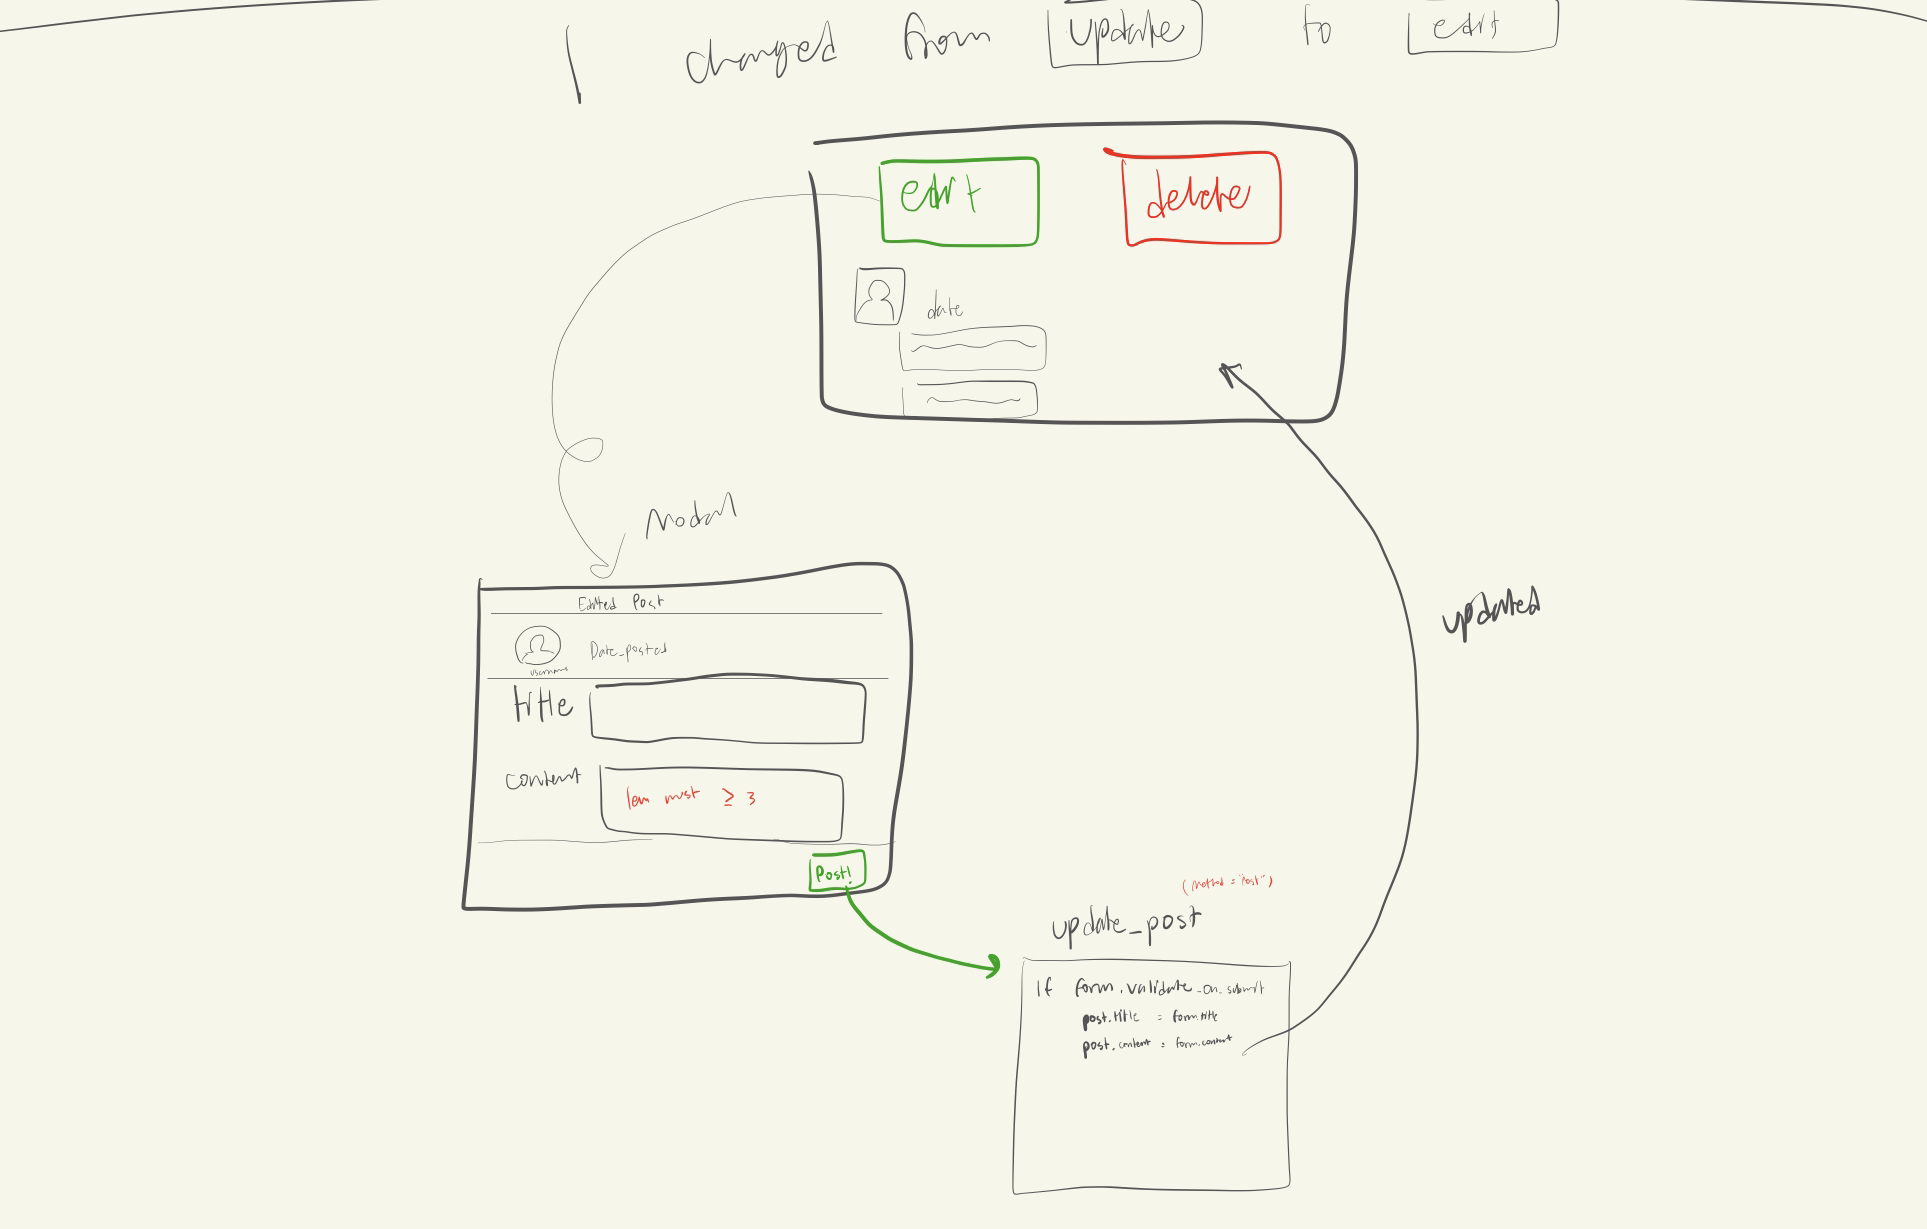 I changed from update to edit
edit delete
date
Modal
Edited Post
Date_posted
username
title
content
len must ≥ 3
Post!
updated
(Method = "Post")
update_post
If form.validate_on_submit
post.title = form.title
post.content = form.content